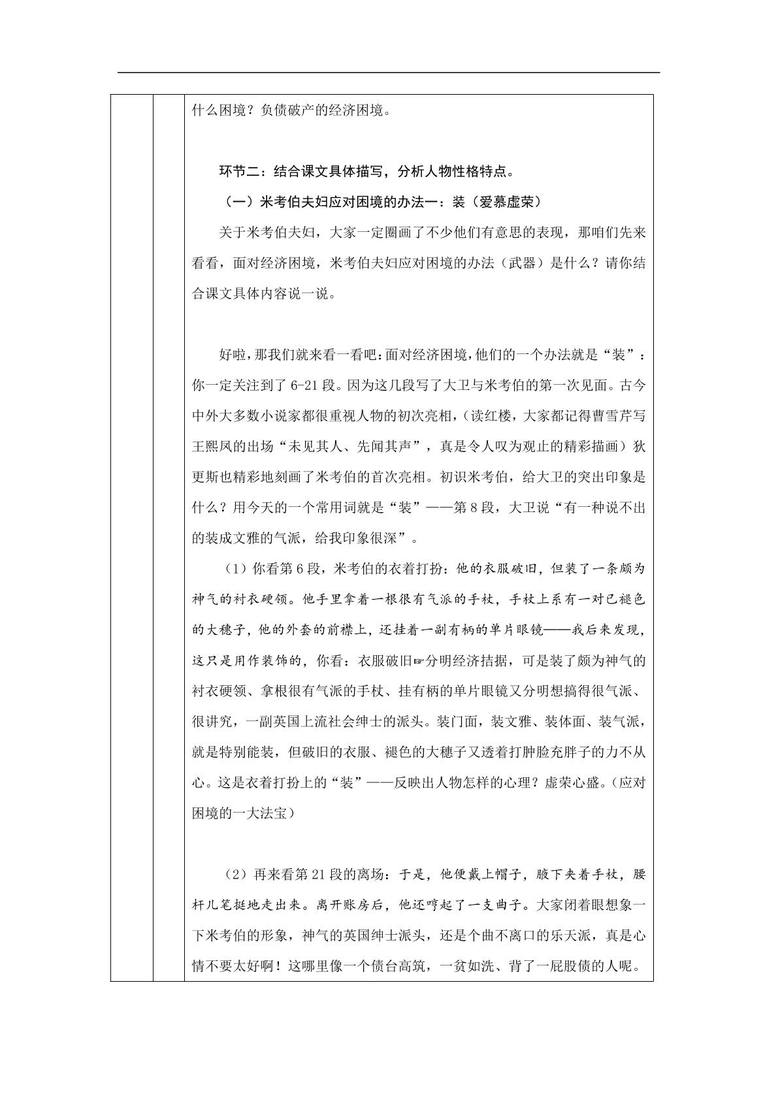 什么困境？负债破产的经济困境。
环节二：结合课文具体描写，分析人物性格特点。
（一）米考伯夫妇应对困境的办法一：装（爱慕虚荣）
关于米考伯夫妇，大家一定圈画了不少他们有意思的表现，那咱们先来
看看，面对经济困境，米考伯夫妇应对困境的办法（武器）是什么？请你结
合课文具体内容说一说。
好啦，那我们就来看一看吧：面对经济困境，他们的一个办法就是“装”：
你一定关注到了 6-21 段。因为这几段写了大卫与米考伯的第一次见面。古今
中外大多数小说家都很重视人物的初次亮相，（读红楼，大家都记得曹雪芹写
王熙凤的出场“未见其人、先闻其声”，真是令人叹为观止的精彩描画）狄
更斯也精彩地刻画了米考伯的首次亮相。初识米考伯，给大卫的突出印象是
什么？用今天的一个常用词就是“装”——第 8 段，大卫说“有一种说不出
的装成文雅的气派，给我印象很深”。
（1）你看第 6 段，米考伯的衣着打扮：他的衣服破旧，但装了一条颇为
神气的衬衣硬领。他手里拿着一根很有气派的手杖，手杖上系有一对已褪色
的大穗子，他的外套的前襟上，还挂着一副有柄的单片眼镜——我后来发现，
这只是用作装饰的，你看：衣服破旧☞分明经济拮据，可是装了颇为神气的
衬衣硬领、拿根很有气派的手杖、挂有柄的单片眼镜又分明想搞得很气派、
很讲究，一副英国上流社会绅士的派头。装门面，装文雅、装体面、装气派，
就是特别能装，但破旧的衣服、褪色的大穗子又透着打肿脸充胖子的力不从
心。这是衣着打扮上的“装”——反映出人物怎样的心理？虚荣心盛。（应对
困境的一大法宝）
（2）再来看第 21 段的离场：于是，他便戴上帽子，腋下夹着手杖，腰
杆儿笔挺地走出来。离开账房后，他还哼起了一支曲子。大家闭着眼想象一
下米考伯的形象，神气的英国绅士派头，还是个曲不离口的乐天派，真是心
情不要太好啊！这哪里像一个债台高筑，一贫如洗、背了一屁股债的人呢。